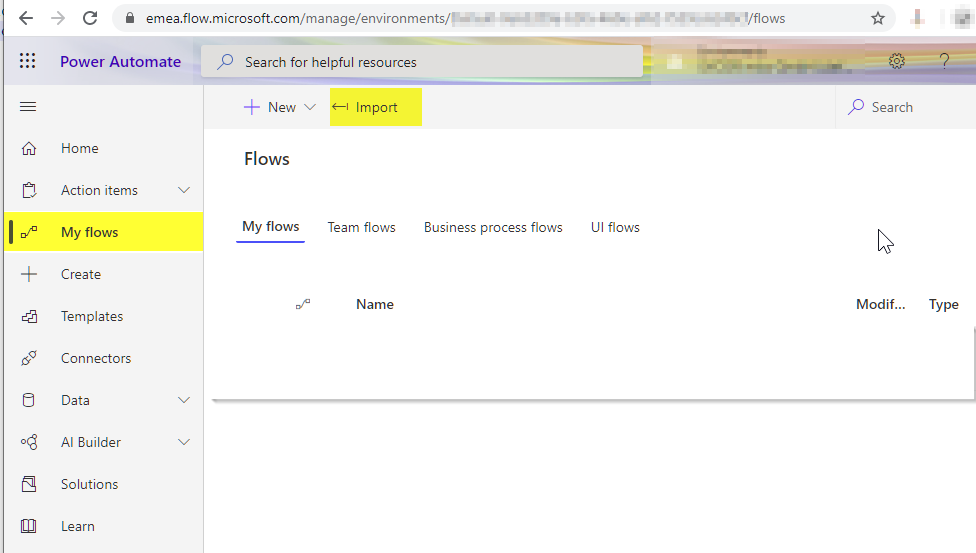 emea.flow.microsoft.com/manage/environments/
/flows
Power Automate
Search for helpful resources
?
New
Import
Search
Home
Action items
My flows
Create
Templates
Connectors
Data
AI Builder
Solutions
Learn
Flows
My flows Team flows Business process flows UI flows
Name Modif... Type